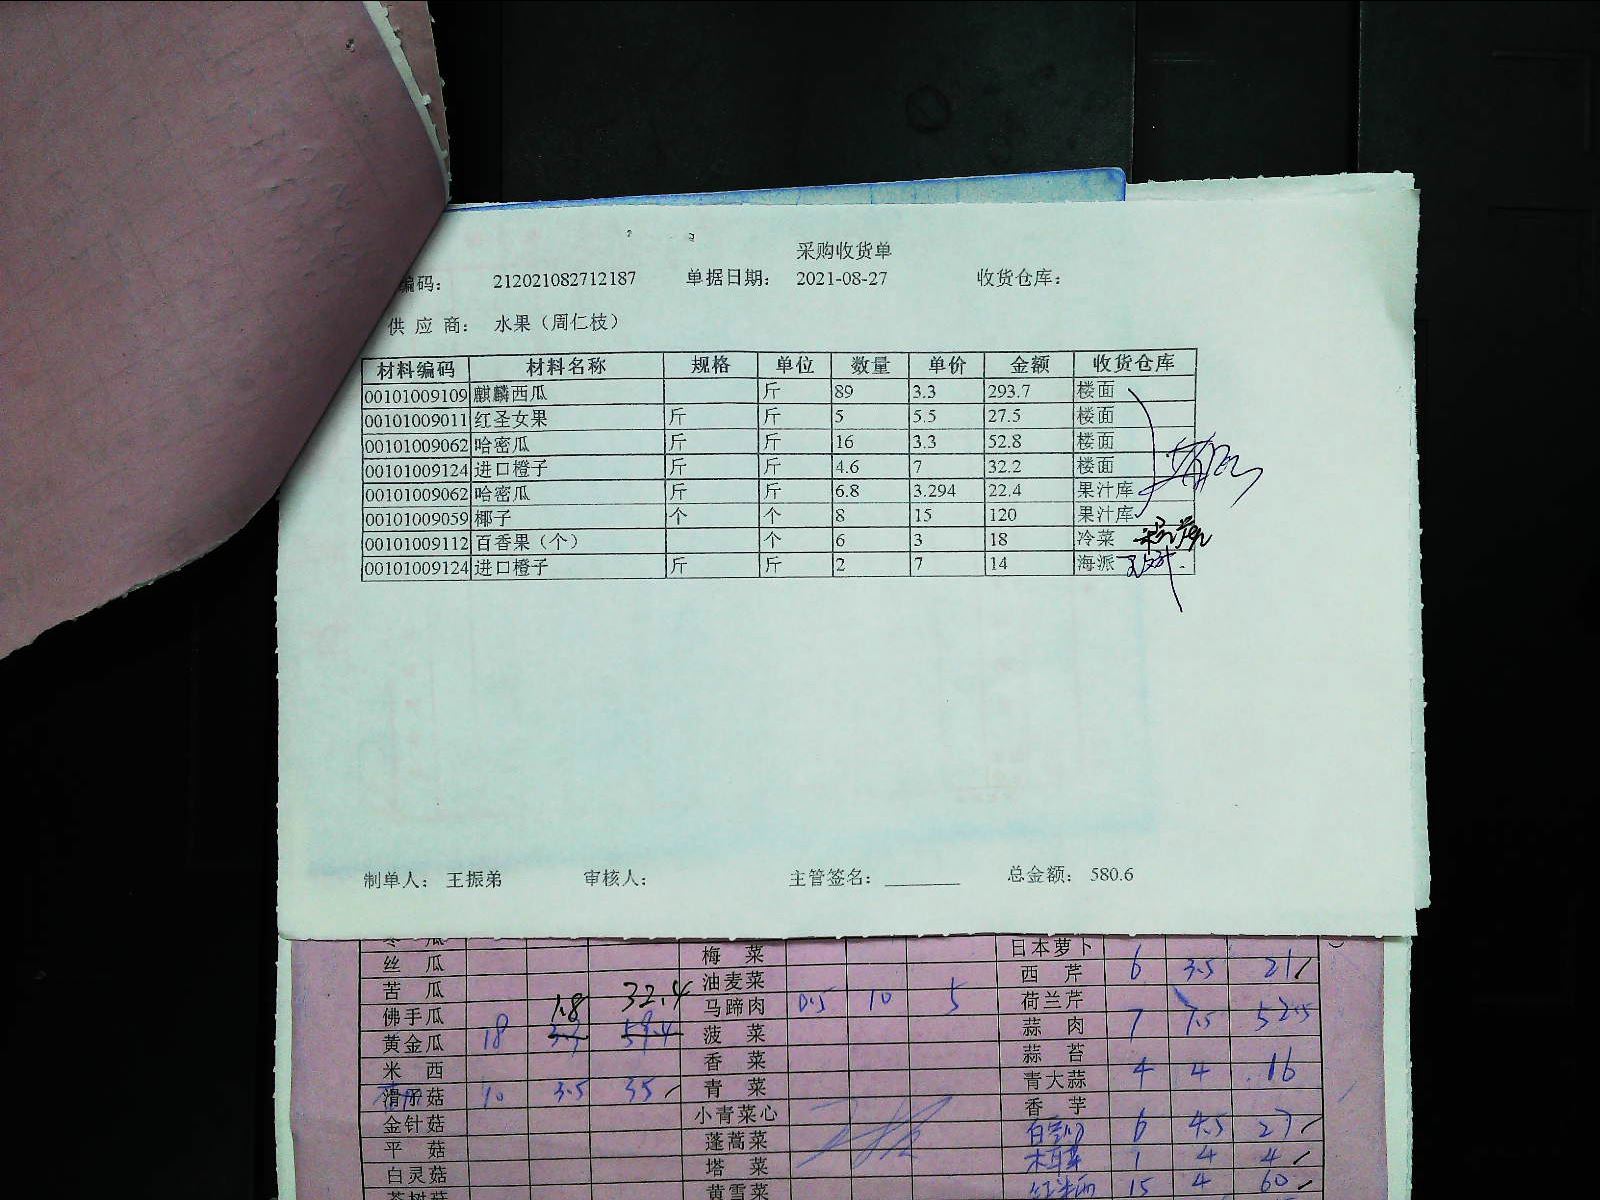 采购收货单
编码： 212021082712187 单据日期： 2021-08-27 收货仓库：
供 应 商： 水果（周仁枝）
材料编码 材料名称 规格 单位 数量 单价 金额 收货仓库
00101009109 麒麟西瓜 斤 89 3.3 293.7 楼面
00101009011 红圣女果 斤 斤 5 5.5 27.5 楼面
00101009062 哈密瓜 斤 斤 16 3.3 52.8 楼面
00101009124 进口橙子 斤 斤 4.6 7 32.2 楼面
00101009062 哈密瓜 斤 斤 6.8 3.294 22.4 果汁库
00101009059 椰子 个 个 8 15 120 果汁库
00101009112 百香果（个） 个 6 3 18 冷菜
00101009124 进口橙子 斤 斤 2 7 14 海派
制单人： 王振弟 审核人： 主管签名： 总金额： 580.6
梅 菜 日本萝卜
丝 瓜 油麦菜 西 芹 6 3.5 21
苦 瓜 马蹄肉 0.5 10 5 荷兰芹
佛手瓜 1.8 32.4 菠 菜 蒜 肉 7 7.5 52.5
黄金瓜 18 香 菜 蒜 苔
米 西 青 菜 青大蒜 4 4 16
菇 10 3.5 35 小青菜心 香 芋
金针菇 蓬蒿菜 6 4.5 27
平 菇 塔 菜 1 4 4
白灵菇 黄雪菜 15 4 60